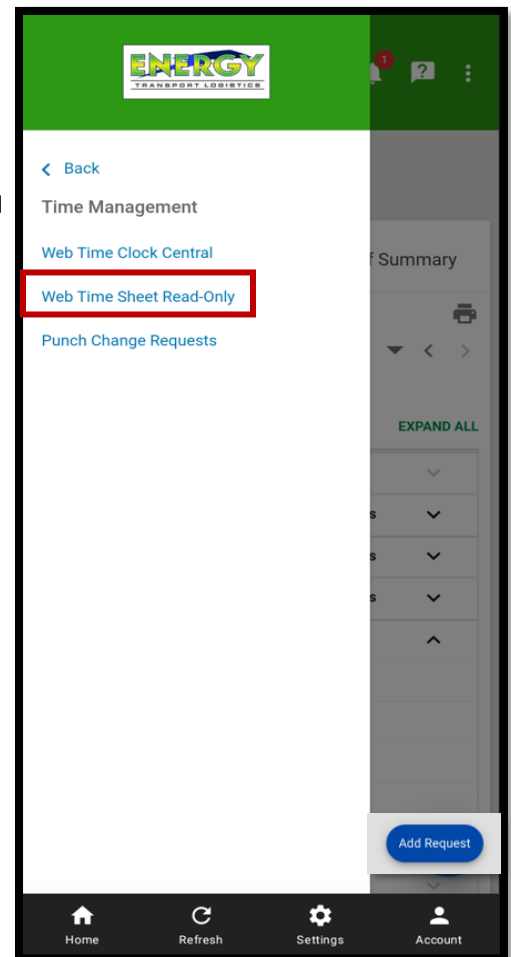 ENERGY
TRANSPORT LOGISTICS
1
?
Back
Time Management
Web Time Clock Central
f Summary
Web Time Sheet Read-Only
Punch Change Requests
EXPAND ALL
s
s
s
Add Request
Home Refresh Settings Account